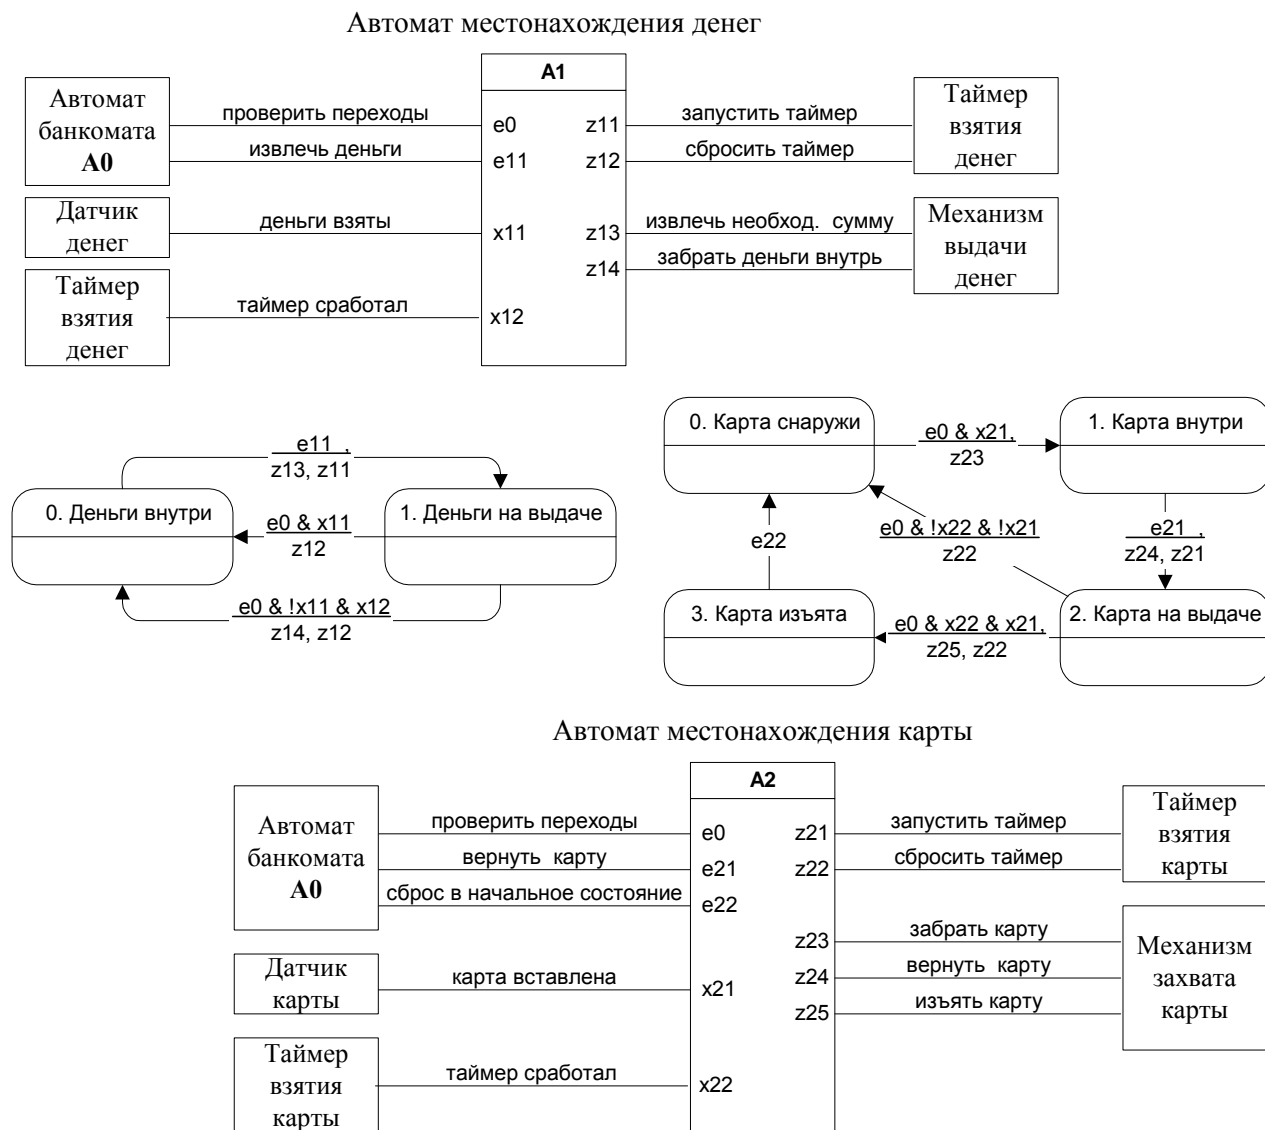 Автомат местонахождения денег
A1
Автомат
банкомата
A0
проверить переходы
извлечь деньги
e0
e11
z11
z12
запустить таймер
сбросить таймер
Таймер
взятия
денег
Датчик
денег
деньги взяты
x11
z13
z14
извлечь необход. сумму
забрать деньги внутрь
Механизм
выдачи
денег
Таймер
взятия
денег
таймер сработал
x12
e11 ,
z13, z11
0. Деньги внутри
1. Деньги на выдаче
e0 & x11
z12
e0 & !x11 & x12
z14, z12
0. Карта снаружи
1. Карта внутри
e0 & x21,
z23
e22
e0 & !x22 & !x21
z22
e21 ,
z24, z21
3. Карта изъята
2. Карта на выдаче
e0 & x22 & x21,
z25, z22
Автомат местонахождения карты
A2
Автомат
банкомата
A0
проверить переходы
вернуть карту
сброс в начальное состояние
e0
e21
e22
z21
z22
запустить таймер
сбросить таймер
Таймер
взятия
карты
Датчик
карты
карта вставлена
x21
z23
z24
z25
забрать карту
вернуть карту
изъять карту
Механизм
захвата
карты
Таймер
взятия
карты
таймер сработал
x22